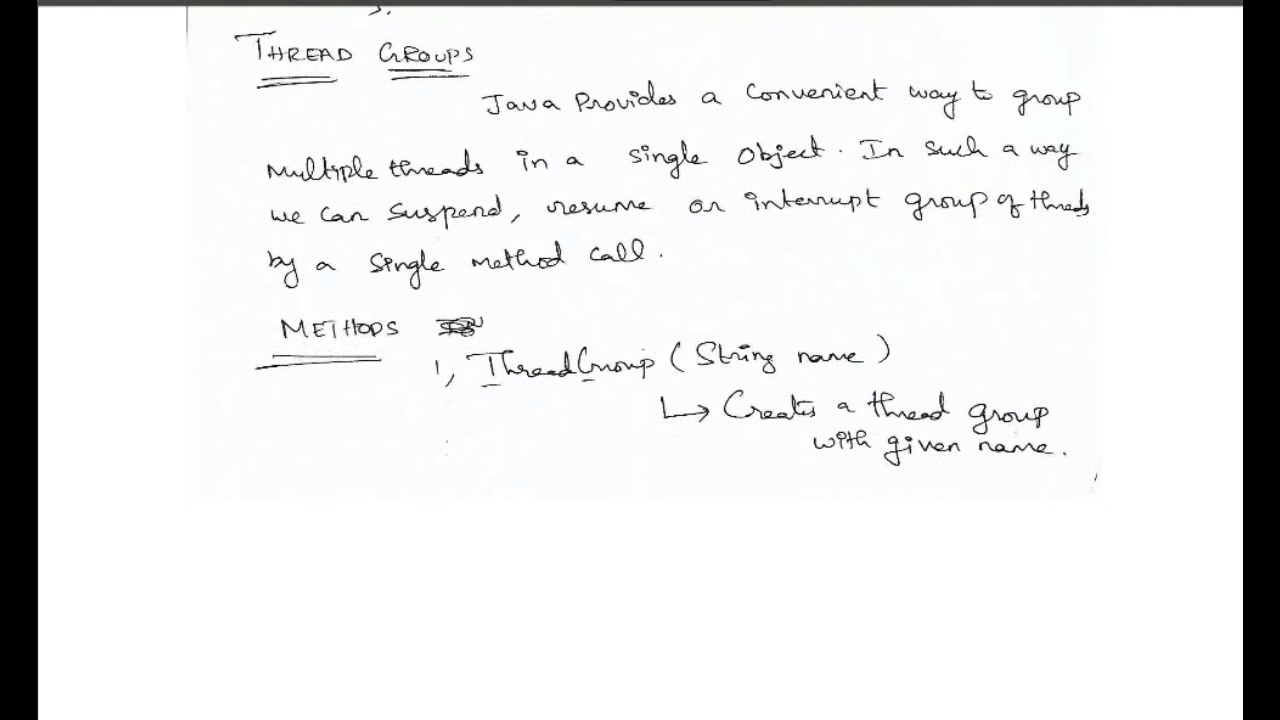 THREAD GROUPS
Java Provides a convenient way to group
multiple threads in a single object. In such a way
we can suspend, resume or interrupt group of threads
by a single method call.
METHODS
1, ThreadGroup (String name)
↳ Creates a thread group
with given name.